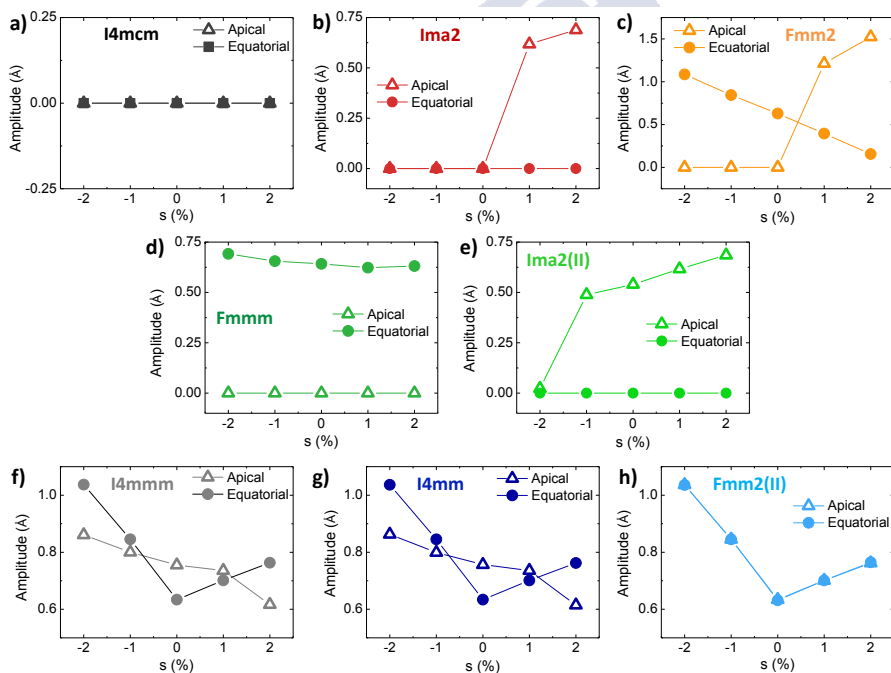 a)
I4mcm
Apical
Equatorial
Amplitude (Å)
0.25
0.00
-0.25
-2 -1 0 1 2
s (%)
b)
Ima2
Apical
Equatorial
Amplitude (Å)
0.75
0.50
0.00
-2 -1 0 1 2
s (%)
c)
Fmm2
Apical
Ecuatorial
Amplitude (Å)
1.5
1.0
0.5
0.0
-2 -1 0 1 2
s (%)
d)
Fmmm
Apical
Equatorial
Amplitude (Å)
0.75
0.50
0.25
0.00
-2 -1 0 1 2
s (%)
e)
Ima2(II)
Apical
Equatorial
Amplitude (Å)
0.75
0.50
0.00
-2 -1 0 1 2
s (%)
f)
I4mmm
Apical
Equatorial
Amplitude (Å)
1.0
0.8
0.6
-2 -1 0 1 2
s (%)
g)
I4mm
Apical
Equatorial
Amplitude (Å)
1.0
0.8
0.6
-2 -1 0 1 2
s (%)
h)
Fmm2(II)
Apical
Equatorial
Amplitude (Å)
1.0
0.8
0.6
-2 -1 0 1 2
s (%)